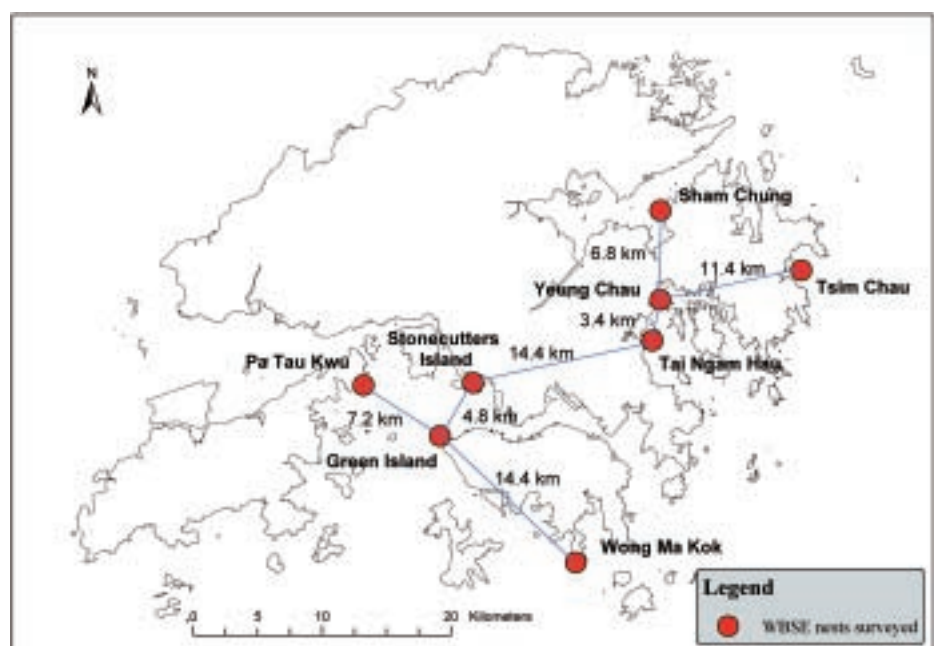 N
Sham Chung
6.8 km
11.4 km
Yeung Chau
Tsim Chau
3.4 km
Stonecutters
Island
14.4 km
Pa Tau Kwu
Tai Ngam Hau
7.2 km
4.8 km
Green Island
14.4 km
Wong Ma Kok
Legend
WBSE nests surveyed
0 5 10 20 Kilometers